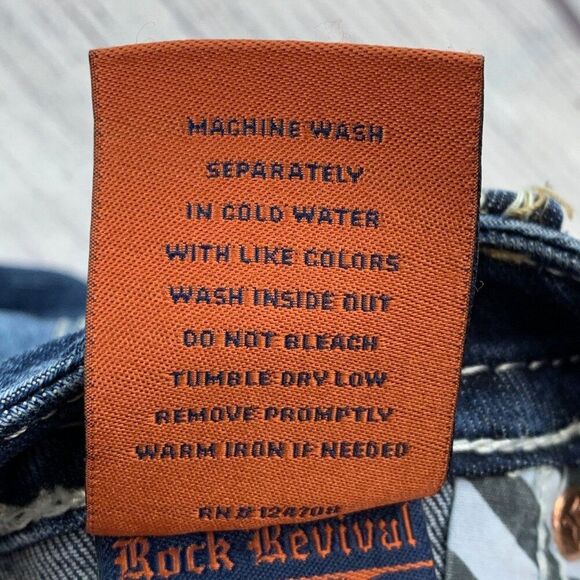 MACHINE WASH
SEPARATELY
IN COLD WATER
WITH LIKE COLORS
WASH INSIDE OUT
DO NOT BLEACH
TUMBLE DRY LOW
REMOVE PROMPTLY
WARM IRON IF NEEDED
RN# 124708
Rock Revival